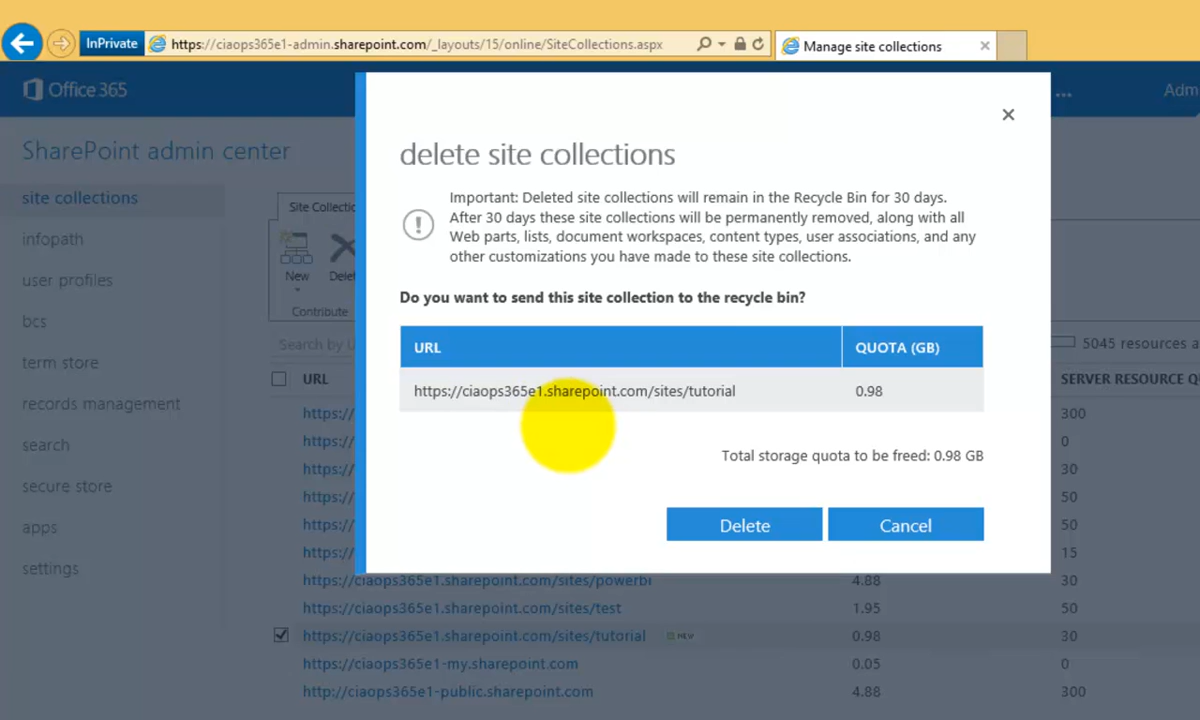 InPrivate
https://ciaops365e1-admin.sharepoint.com/_layouts/15/online/SiteCollections.aspx
Manage site collections
Office 365
Adm
SharePoint admin center
site collections
infopath
user profiles
bcs
term store
records management
search
secure store
apps
settings
Site Collectio
New
Delet
Contribute
Search by U
5045 resources a
URL
SERVER RESOURCE QU
https:/ 300
https:/ 0
https:/ 30
https:/ 50
https:/ 50
https:/ 15
https://ciaops365e1.sharepoint.com/sites/powerbi 4.88 30
https://ciaops365e1.sharepoint.com/sites/test 1.95 50
https://ciaops365e1.sharepoint.com/sites/tutorial NEW 0.98 30
https://ciaops365e1-my.sharepoint.com 0.05 0
http://ciaops365e1-public.sharepoint.com 4.88 300
delete site collections
Important: Deleted site collections will remain in the Recycle Bin for 30 days.
After 30 days these site collections will be permanently removed, along with all
Web parts, lists, document workspaces, content types, user associations, and any
other customizations you have made to these site collections.
Do you want to send this site collection to the recycle bin?
URL QUOTA (GB)
https://ciaops365e1.sharepoint.com/sites/tutorial 0.98
Total storage quota to be freed: 0.98 GB
Delete Cancel